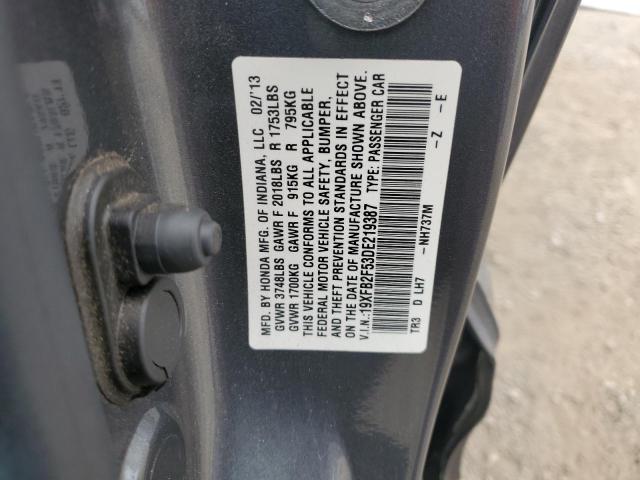 MFD. BY HONDA MFG. OF INDIANA, LLC 02/'13
GVWR 3748LBS GAWR F 2018LBS R 1753LBS
GVWR 1700KG GAWR F 915KG R 795KG
THIS VEHICLE CONFORMS TO ALL APPLICABLE
FEDERAL MOTOR VEHICLE SAFETY, BUMPER,
AND THEFT PREVENTION STANDARDS IN EFFECT
ON THE DATE OF MANUFACTURE SHOWN ABOVE.
V.I.N.:19XFB2F53DE219387 TYPE: PASSENGER CAR
TR3 D LH7 -NH737M -Z -E